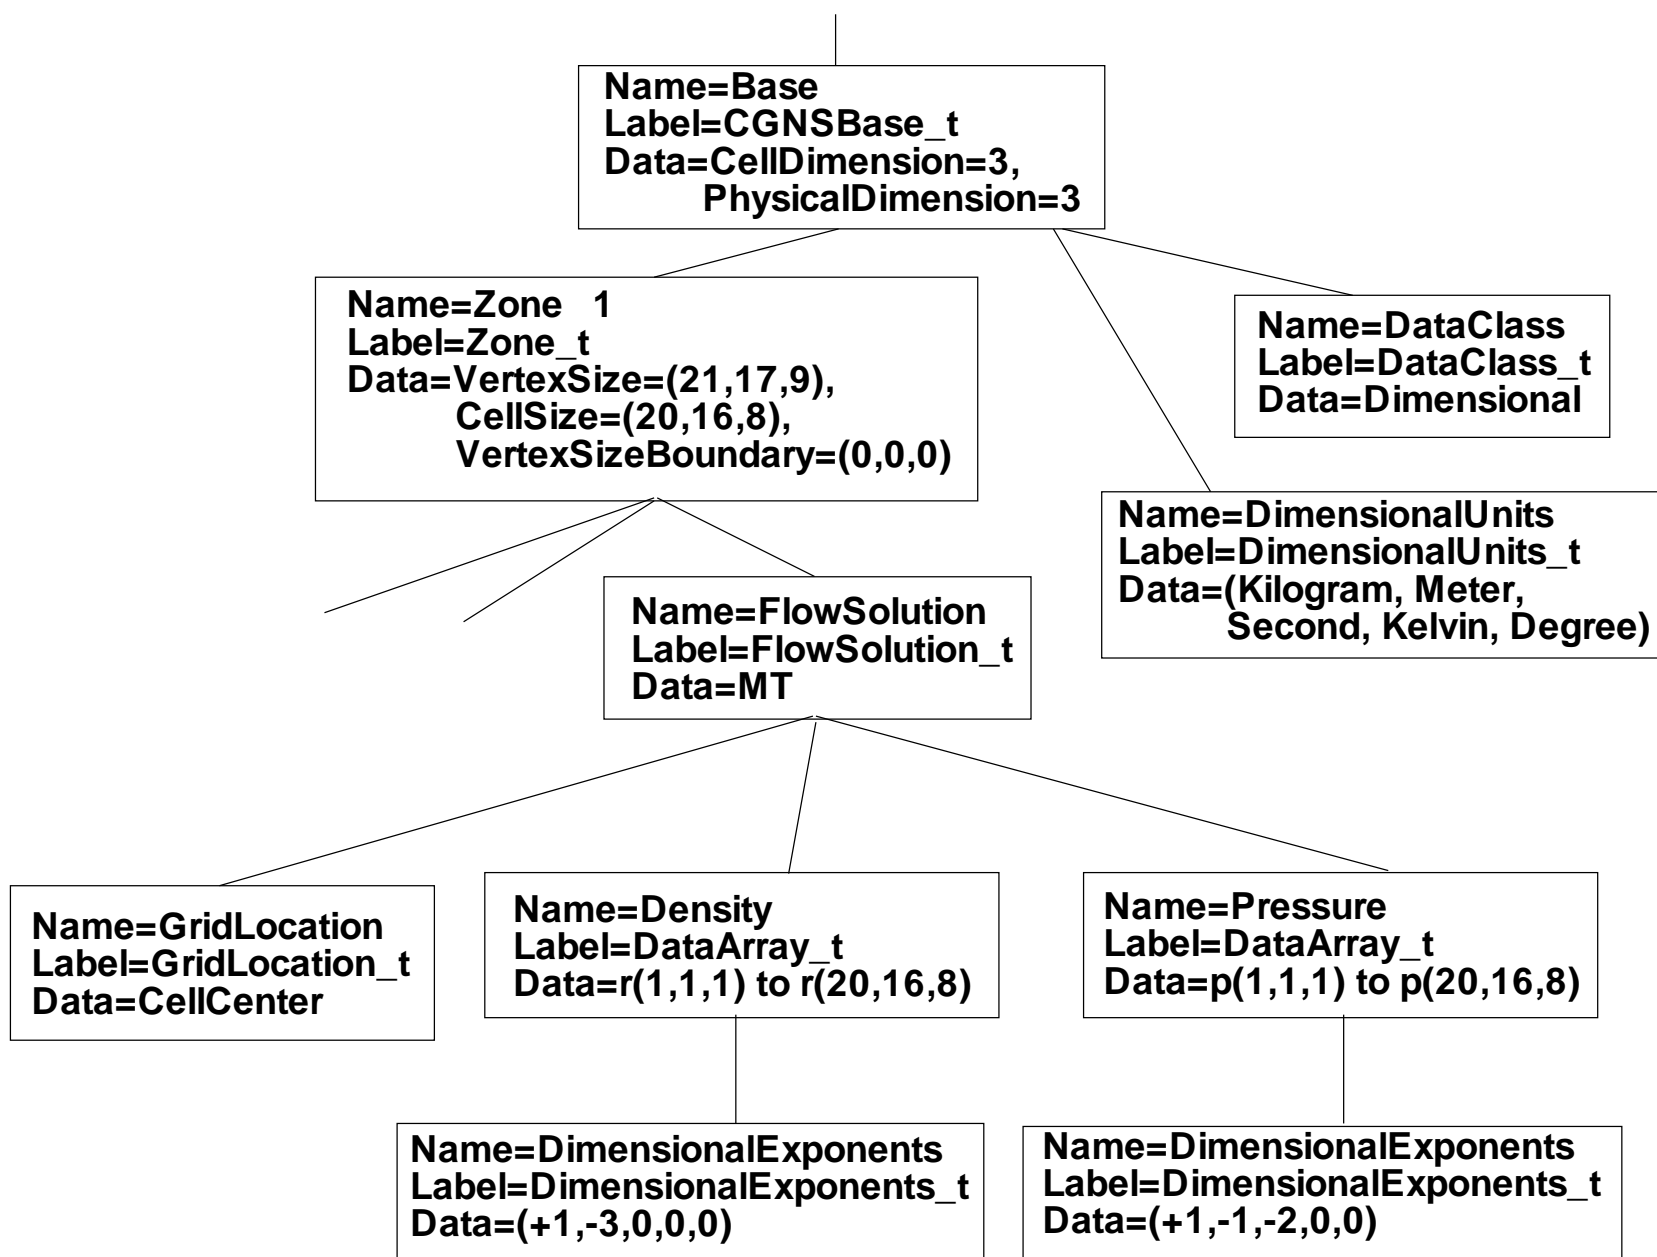 Name=Base
Label=CGNSBase_t
Data=CellDimension=3,
PhysicalDimension=3
Name=Zone 1
Label=Zone_t
Data=VertexSize=(21,17,9),
CellSize=(20,16,8),
VertexSizeBoundary=(0,0,0)
Name=DataClass
Label=DataClass_t
Data=Dimensional
Name=DimensionalUnits
Label=DimensionalUnits_t
Data=(Kilogram, Meter,
Second, Kelvin, Degree)
Name=FlowSolution
Label=FlowSolution_t
Data=MT
Name=GridLocation
Label=GridLocation_t
Data=CellCenter
Name=Density
Label=DataArray_t
Data=r(1,1,1) to r(20,16,8)
Name=Pressure
Label=DataArray_t
Data=p(1,1,1) to p(20,16,8)
Name=DimensionalExponents
Label=DimensionalExponents_t
Data=(+1,-3,0,0,0)
Name=DimensionalExponents
Label=DimensionalExponents_t
Data=(+1,-1,-2,0,0)